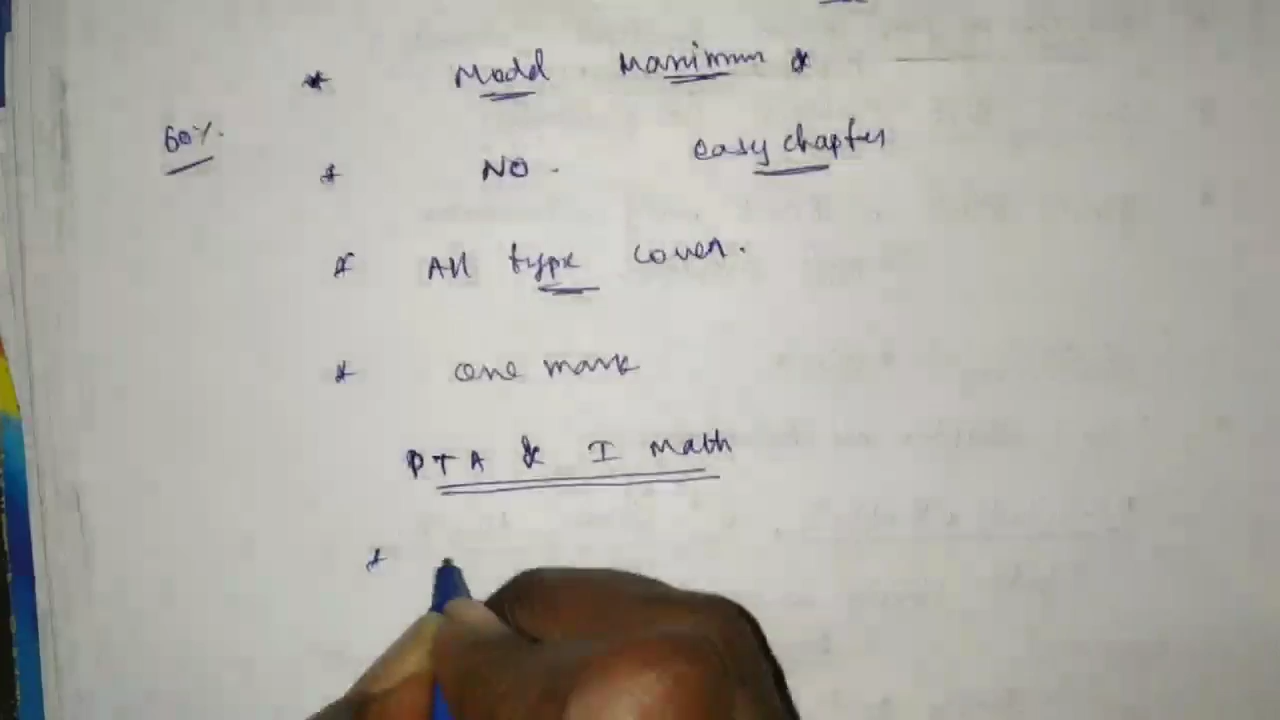 * Model Maximum *
60%.
easy chapter
* NO.
* All type cover.
* one mark
PTA & I Math
*